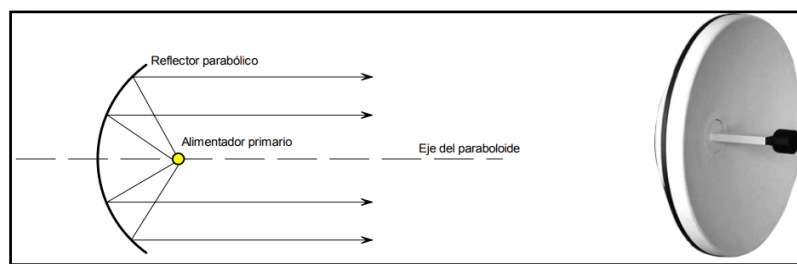 Reflector parabólico
Alimentador primario
Eje del paraboloide